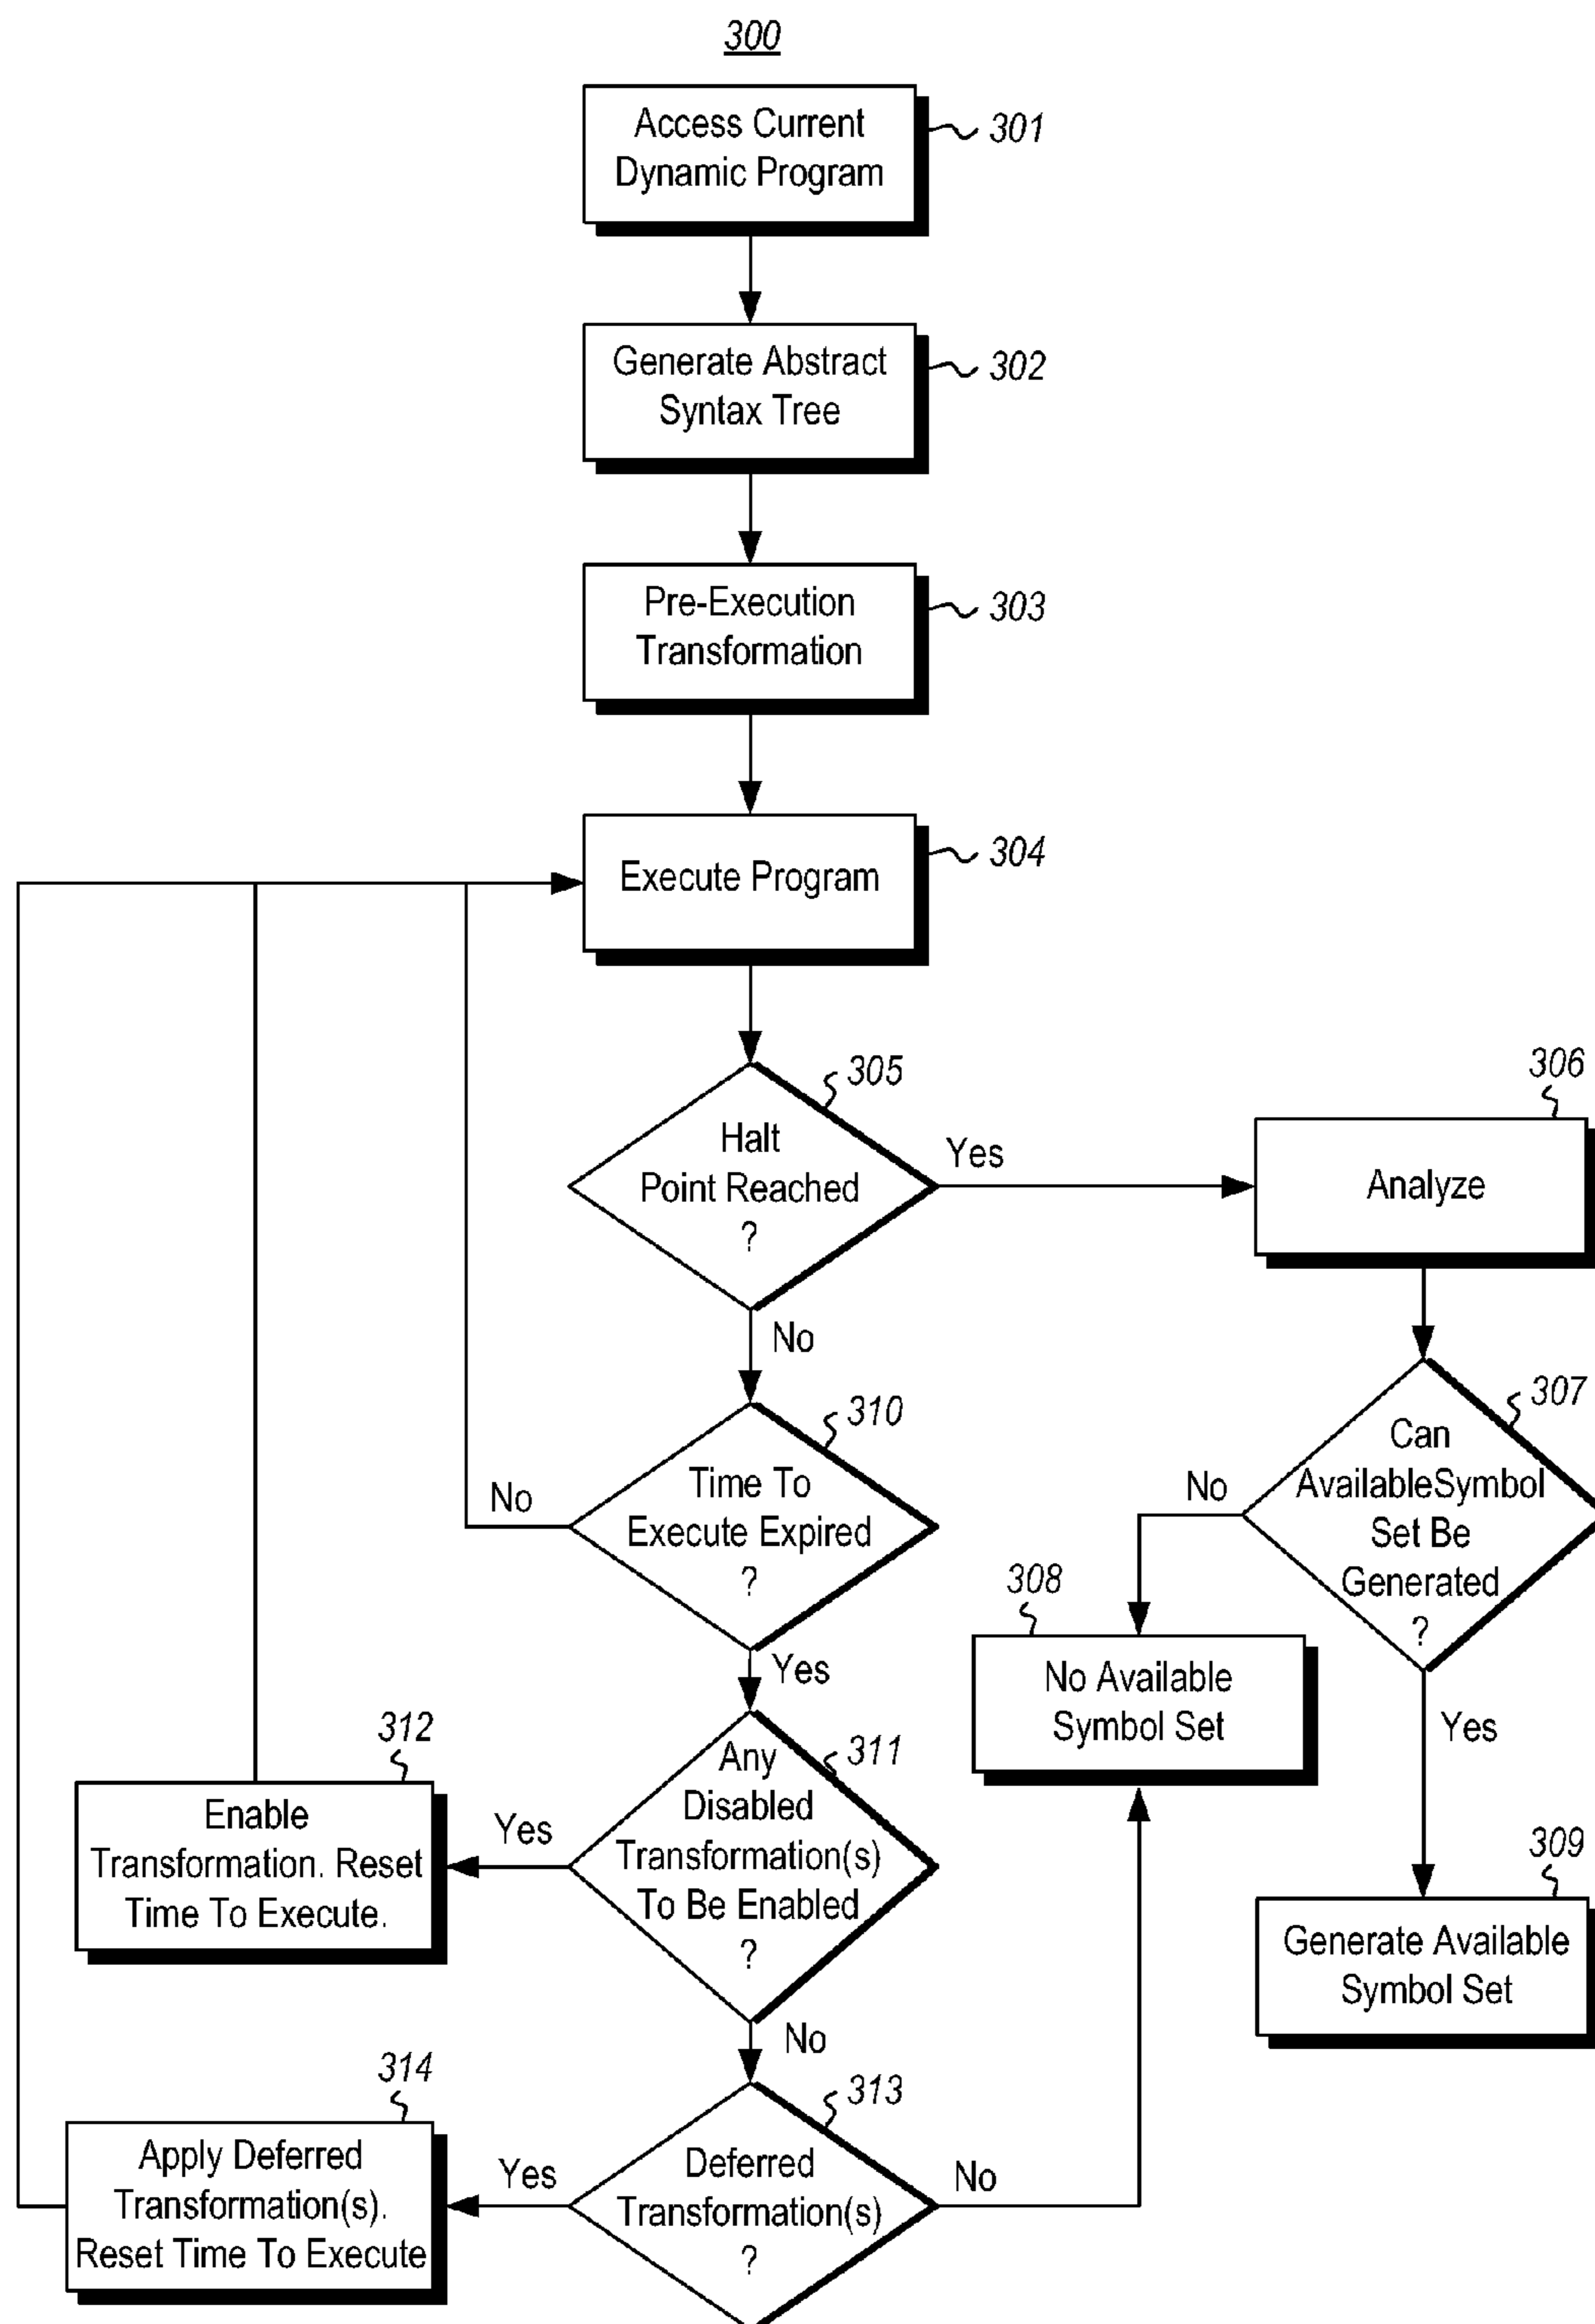 300
Access Current
Dynamic Program
301
Generate Abstract
Syntax Tree
302
Pre-Execution
Transformation
303
Execute Program
304
Halt
Point Reached
?
305
Yes
No
Analyze
306
Can
AvailableSymbol
Set Be
Generated
?
307
No
Yes
No Available
Symbol Set
308
Generate Available
Symbol Set
309
Time To
Execute Expired
?
310
No
Yes
Any
Disabled
Transformation(s)
To Be Enabled
?
311
Yes
No
Enable
Transformation. Reset
Time To Execute.
312
Deferred
Transformation(s)
?
313
Yes
No
Apply Deferred
Transformation(s).
Reset Time To Execute
314